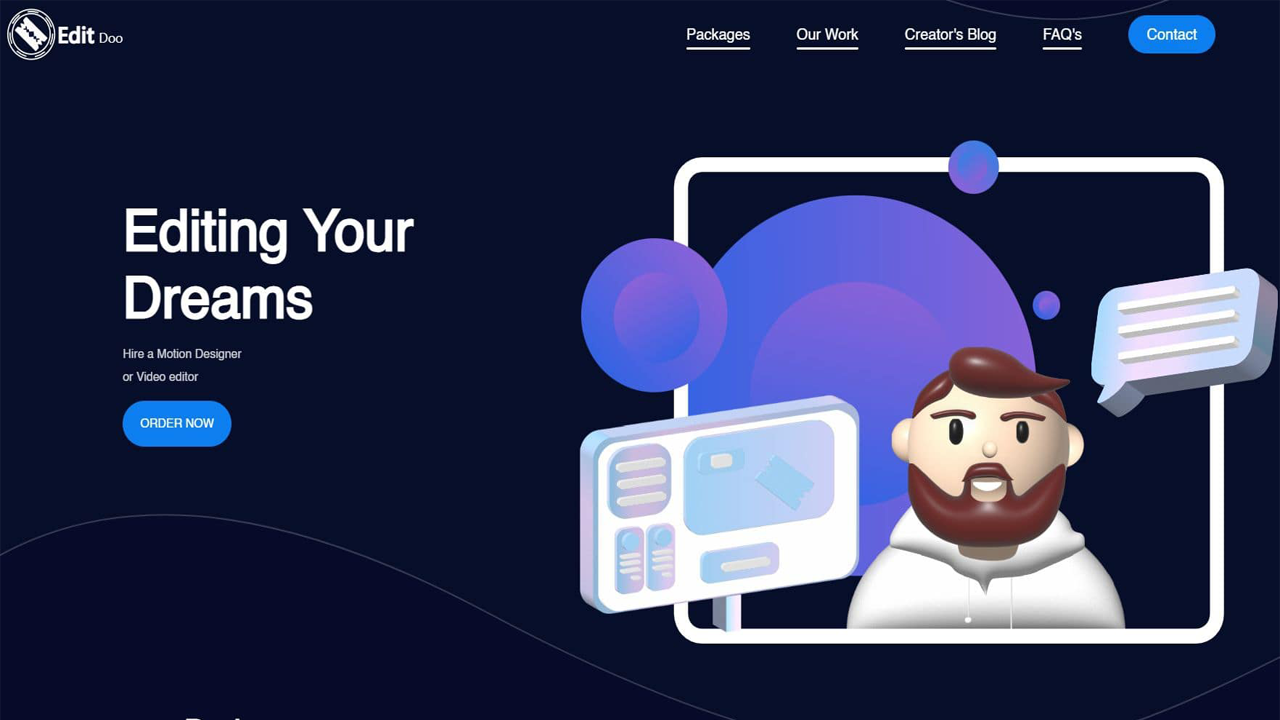 Edit Doo
Packages
Our Work
Creator's Blog
FAQ's
Contact
Editing Your
Dreams
Hire a Motion Designer
or Video editor
ORDER NOW